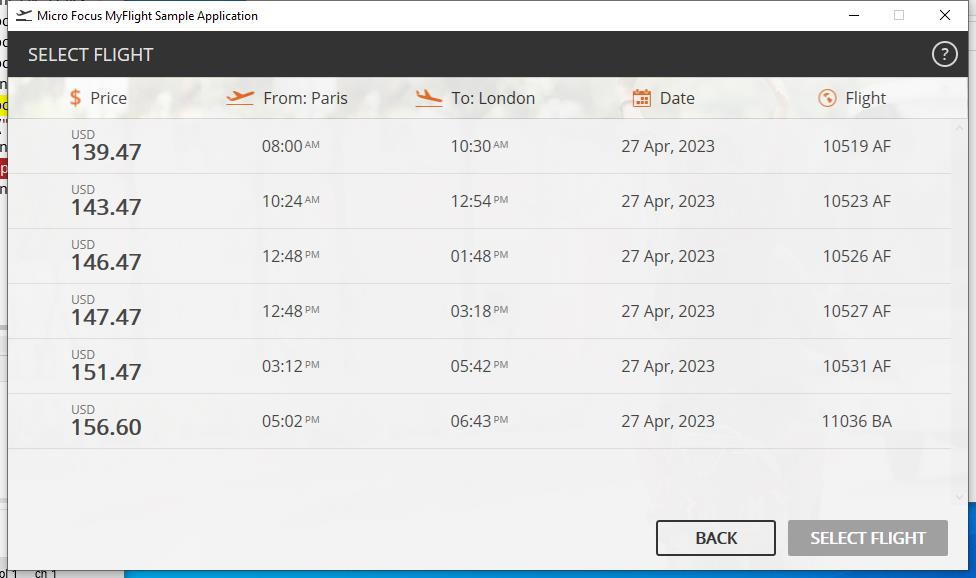 Micro Focus MyFlight Sample Application
SELECT FLIGHT ?
$ Price From: Paris To: London Date Flight
USD
139.47 08:00 AM 10:30 AM 27 Apr, 2023 10519 AF
USD
143.47 10:24 AM 12:54 PM 27 Apr, 2023 10523 AF
USD
146.47 12:48 PM 01:48 PM 27 Apr, 2023 10526 AF
USD
147.47 12:48 PM 03:18 PM 27 Apr, 2023 10527 AF
USD
151.47 03:12 PM 05:42 PM 27 Apr, 2023 10531 AF
USD
156.60 05:02 PM 06:43 PM 27 Apr, 2023 11036 BA
BACK SELECT FLIGHT
ol 1 ch 1